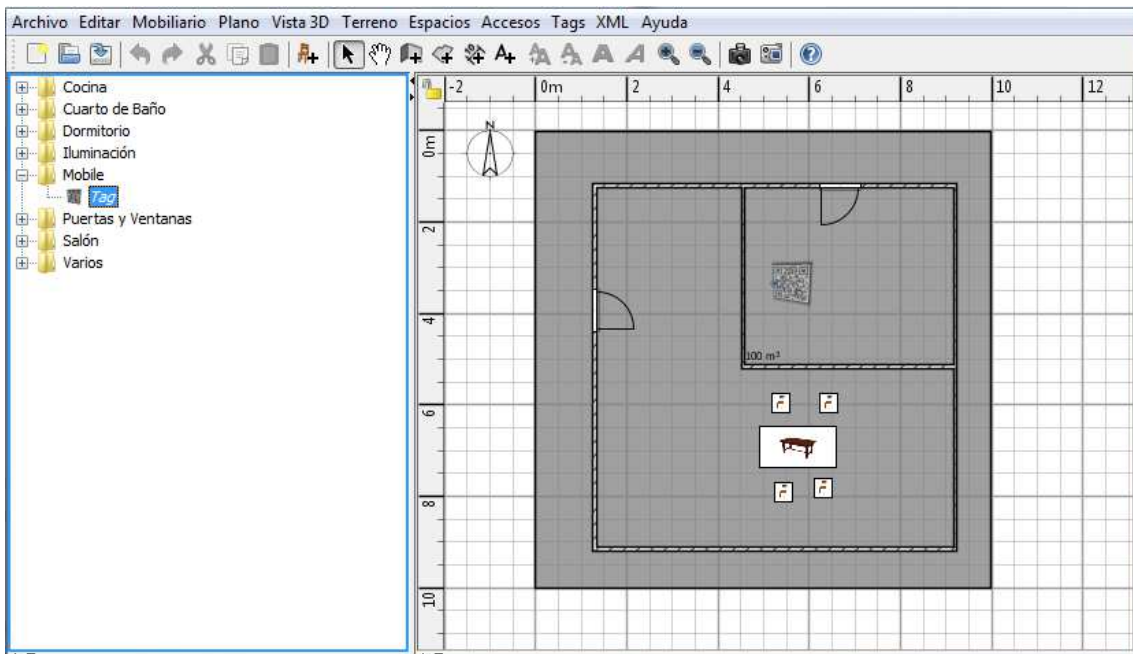 Archivo Editar Mobiliario Plano Vista 3D Terreno Espacios Accesos Tags XML Ayuda
Cocina
Cuarto de Baño
Dormitorio
Iluminación
Mobile
Tag
Puertas y Ventanas
Salón
Varios
-2 0m 2 4 6 8 10 12
N
0m
2
4
6
8
10
100 m²